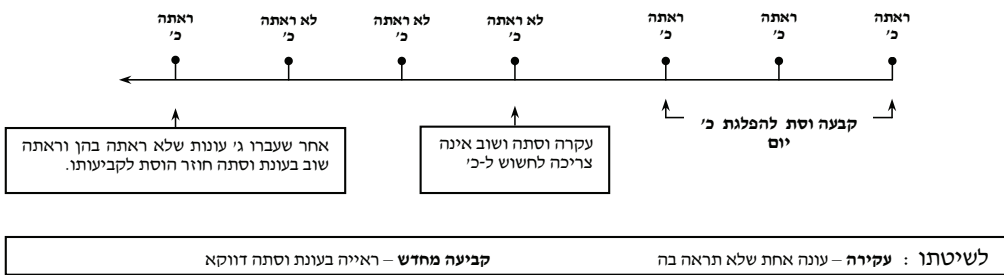 ראתה ראתה ראתה לא ראתה לא ראתה לא ראתה ראתה
כ׳ כ׳ כ׳ כ׳ כ׳ כ׳ כ׳
קבעה וסת להפלגת כ׳
יום
עקרה וסתה ושוב אינה
צריכה לחשוש ל-כ׳
אחר שעברו ג׳ עונות שלא ראתה בהן וראתה
שוב בעונת וסתה חוזר הוסת לקביעותו.
לשיטתו : עקירה – עונה אחת שלא תראה בה קביעה מחדש – ראייה בעונת וסתה דווקא